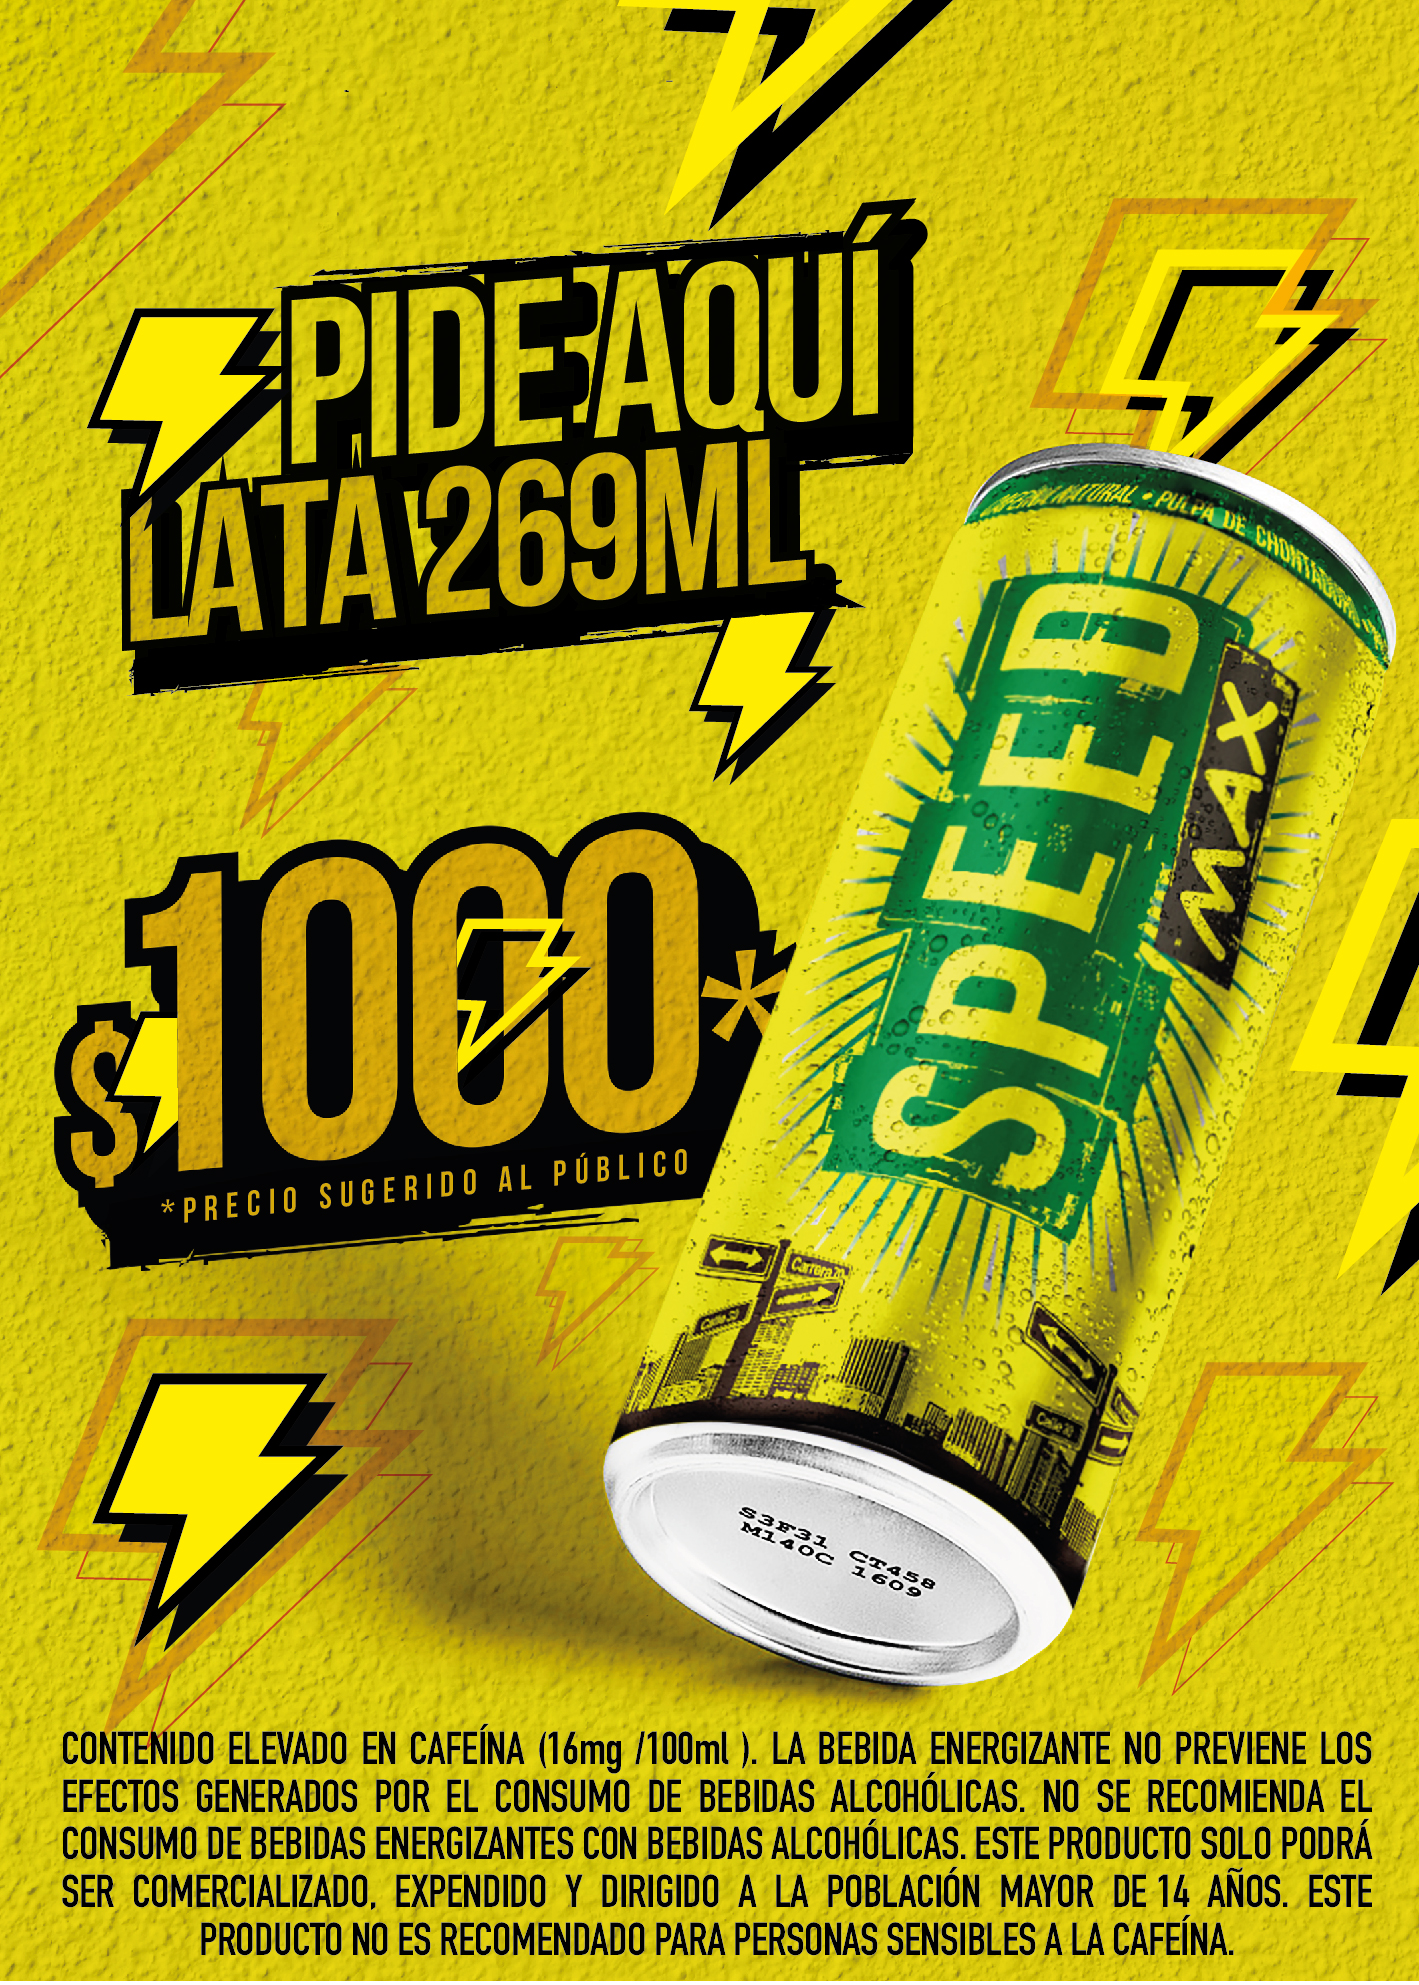 PIDE AQUÍ
LATA 269ML
$1000*
*PRECIO SUGERIDO AL PÚBLICO
NATURAL • PULPA DE CHONTADURO
SPEED
MAX
Carrera
Calle
S3F31 CT458
M140C 1609
CONTENIDO ELEVADO EN CAFEÍNA (16mg /100ml ). LA BEBIDA ENERGIZANTE NO PREVIENE LOS
EFECTOS GENERADOS POR EL CONSUMO DE BEBIDAS ALCOHÓLICAS. NO SE RECOMIENDA EL
CONSUMO DE BEBIDAS ENERGIZANTES CON BEBIDAS ALCOHÓLICAS. ESTE PRODUCTO SOLO PODRÁ
SER COMERCIALIZADO, EXPENDIDO Y DIRIGIDO A LA POBLACIÓN MAYOR DE 14 AÑOS. ESTE
PRODUCTO NO ES RECOMENDADO PARA PERSONAS SENSIBLES A LA CAFEÍNA.